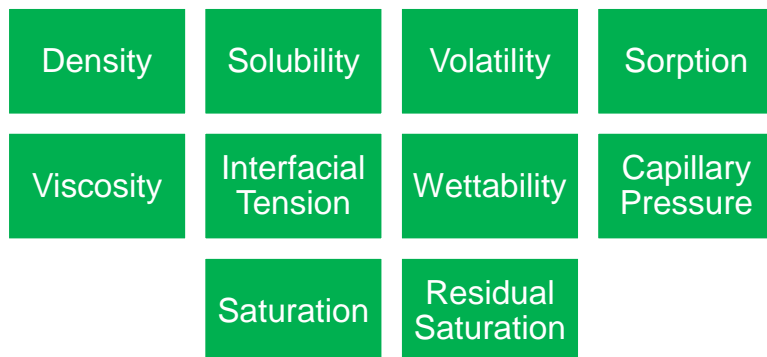 Density
Solubility
Volatility
Sorption
Viscosity
Interfacial
Tension
Wettability
Capillary
Pressure
Saturation
Residual
Saturation